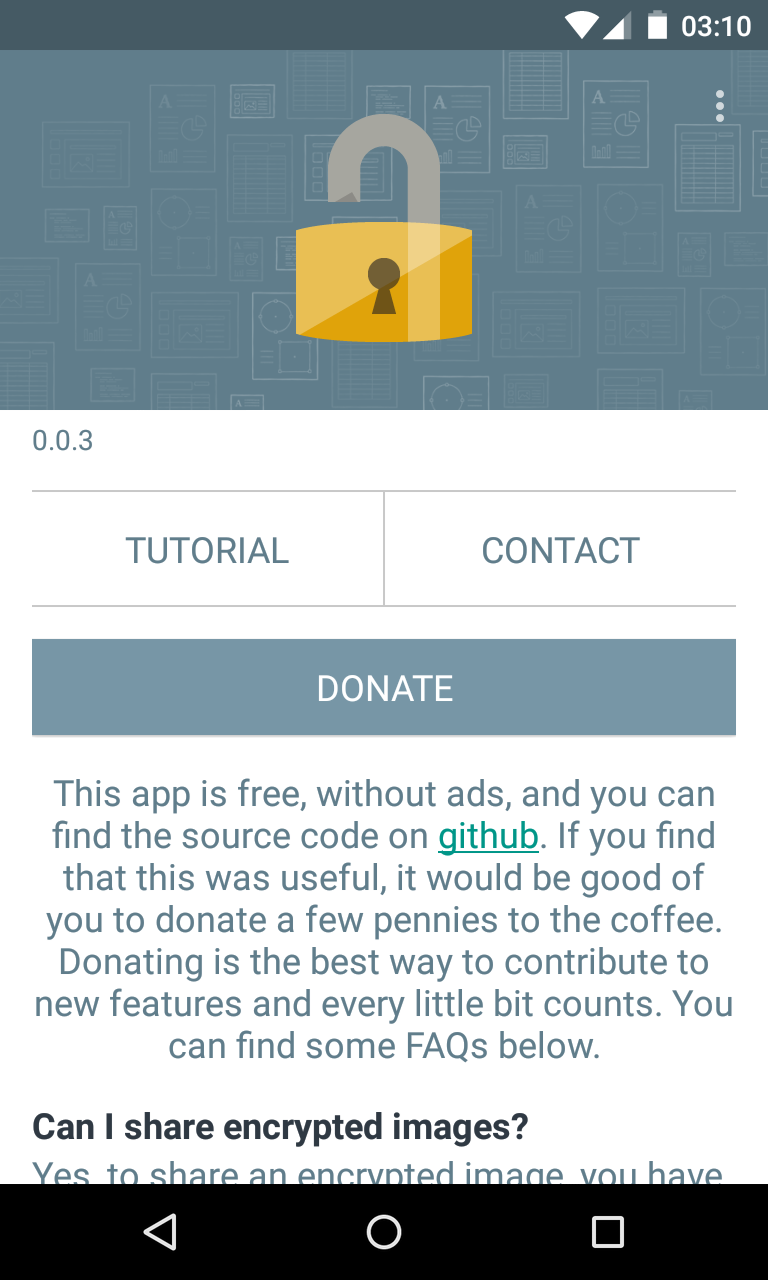 03:10
0.0.3
TUTORIAL
CONTACT
DONATE
This app is free, without ads, and you can
find the source code on github. If you find
that this was useful, it would be good of
you to donate a few pennies to the coffee.
Donating is the best way to contribute to
new features and every little bit counts. You
can find some FAQs below.
Can I share encrypted images?
Yes, to share an encrypted image, you have